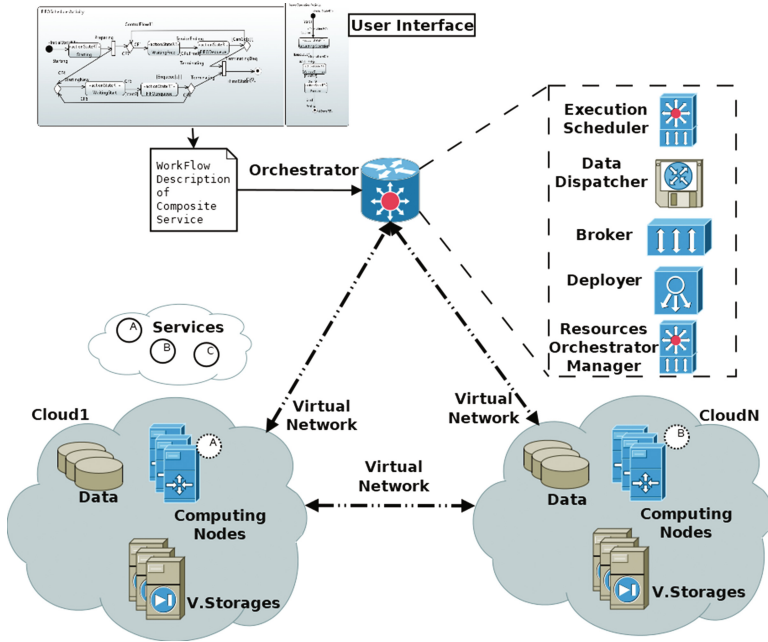 User Interface
WorkFlow
Description
of
Composite
Service
Orchestrator
Execution
Scheduler
Data
Dispatcher
Broker
Deployer
Resources
Orchestrator
Manager
Services
A
B
C
Virtual
Network
Virtual
Network
Virtual
Network
Cloud1
A
Data
Computing
Nodes
V.Storages
CloudN
B
Data
Computing
Nodes
V.Storages